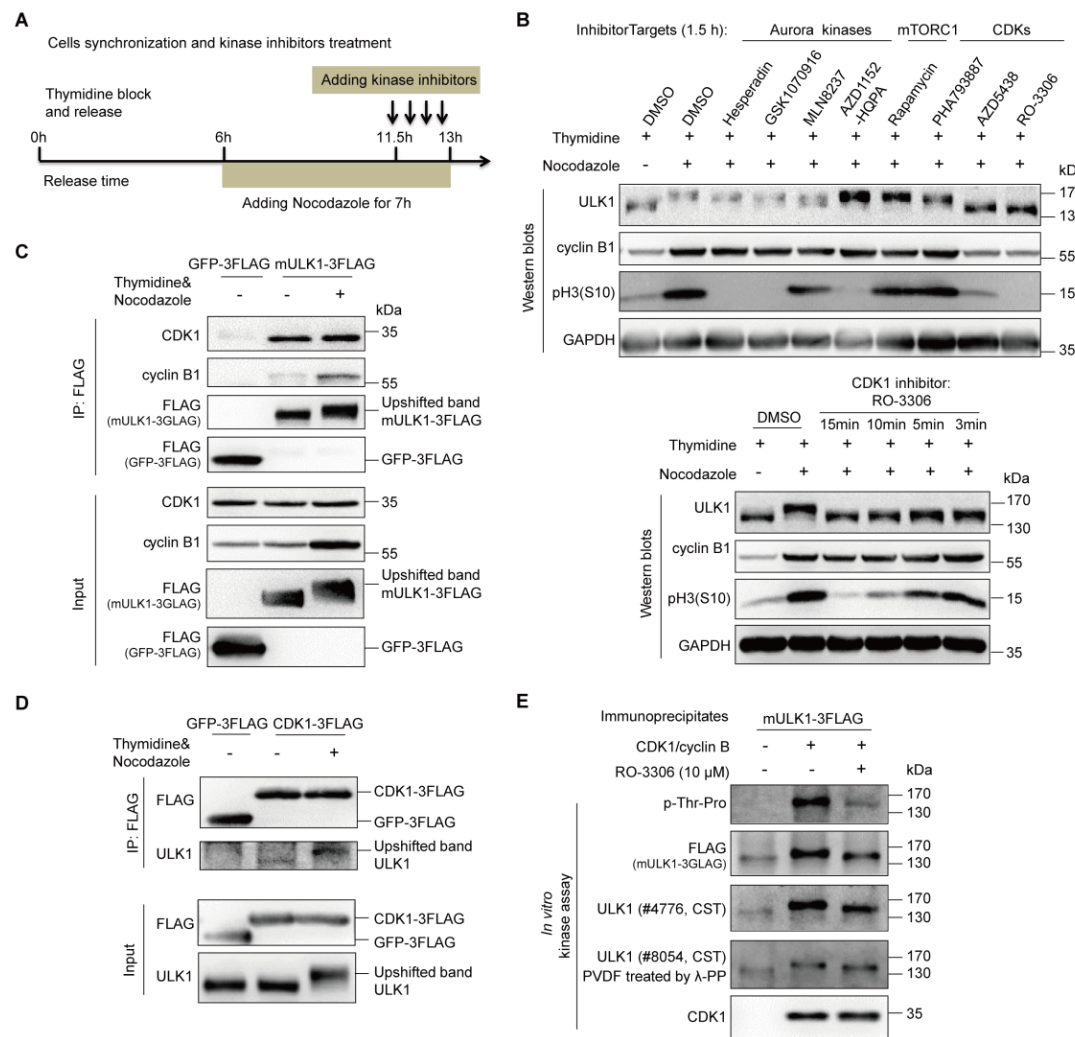 A
Cells synchronization and kinase inhibitors treatment
Adding kinase inhibitors
Thymidine block
and release
0h 6h 11.5h 13h
Release time
Adding Nocodazole for 7h
B
InhibitorTargets (1.5 h): Aurora kinases mTORC1 CDKs
DMSO DMSO Hesperadin GSK1070916 MLN8237 AZD1152 -HQPA Rapamycin PHA793887 AZD5438 RO-3306
Thymidine + + + + + + + + + +
Nocodazole - + + + + + + + + +
kD
ULK1 17
13
cyclin B1 55
pH3(S10) 15
GAPDH 35
Western blots
CDK1 inhibitor:
RO-3306
DMSO 15min 10min 5min 3min
Thymidine + + + + + +
Nocodazole - + + + + +
kDa
ULK1 170
130
cyclin B1 55
pH3(S10) 15
GAPDH 35
Western blots
C
GFP-3FLAG mULK1-3FLAG
Thymidine&
Nocodazole - - +
kDa
IP: FLAG
CDK1 35
cyclin B1 55
FLAG
(mULK1-3GLAG)
Upshifted band
mULK1-3FLAG
FLAG
(GFP-3FLAG) GFP-3FLAG
Input
CDK1 35
cyclin B1 55
FLAG
(mULK1-3GLAG)
Upshifted band
mULK1-3FLAG
FLAG
(GFP-3FLAG) GFP-3FLAG
D
GFP-3FLAG CDK1-3FLAG
Thymidine&
Nocodazole - - +
IP: FLAG
FLAG CDK1-3FLAG
GFP-3FLAG
ULK1 Upshifted band
ULK1
Input
FLAG CDK1-3FLAG
GFP-3FLAG
ULK1 Upshifted band
ULK1
E
Immunoprecipitates mULK1-3FLAG
CDK1/cyclin B - + +
RO-3306 (10 μM) - - + kDa
In vitro
kinase assay
p-Thr-Pro 170
130
FLAG 170
(mULK1-3GLAG) 130
ULK1 (#4776, CST) 170
130
ULK1 (#8054, CST) 170
PVDF treated by λ-PP 130
CDK1 35